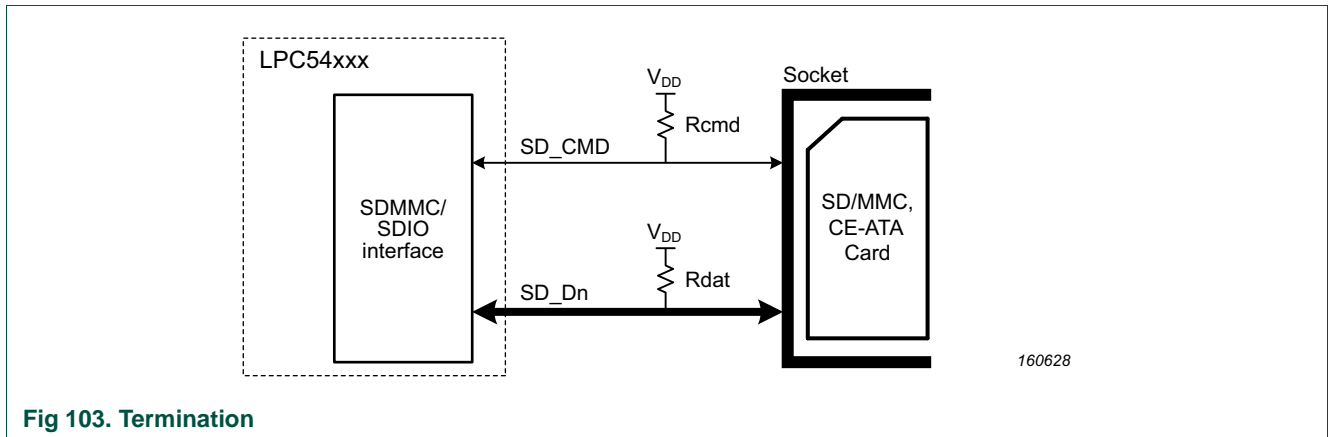 LPC54xxx
SDMMC/
SDIO
interface
VDD
Rcmd
SD_CMD
VDD
Rdat
SD_Dn
Socket
SD/MMC,
CE-ATA
Card
160628
Fig 103. Termination